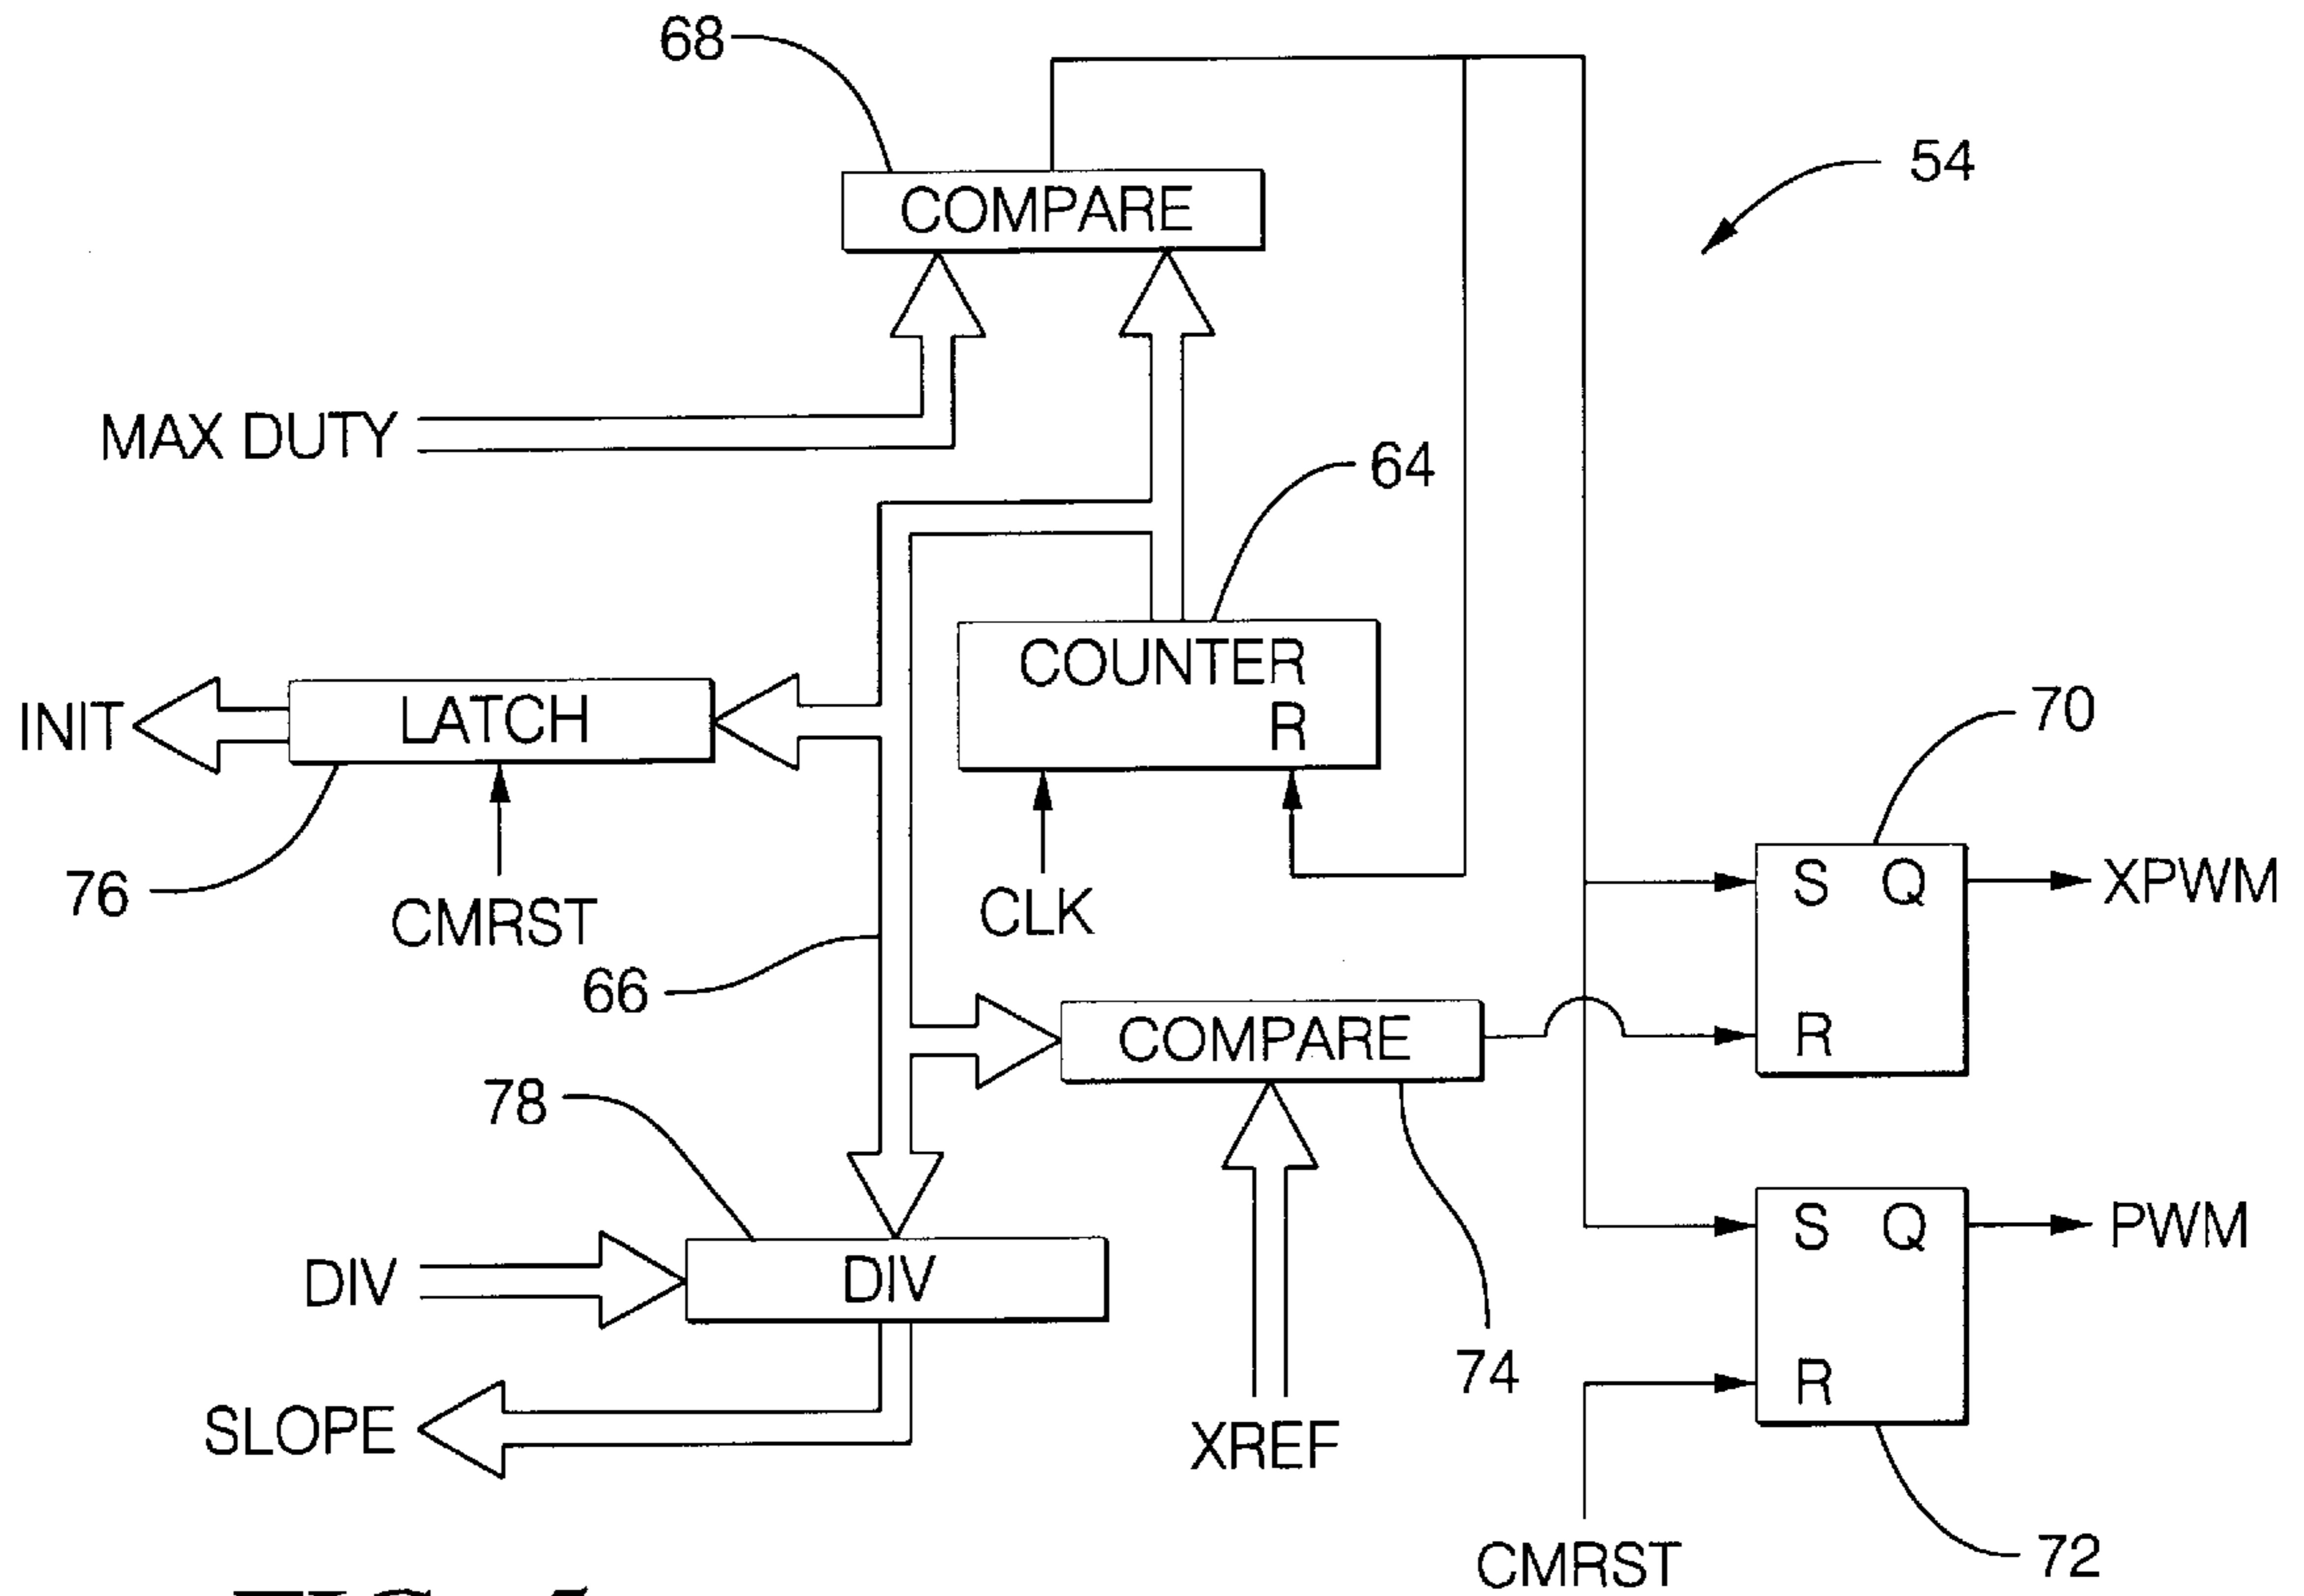 68
54
COMPARE
MAX DUTY
64
COUNTER
R
INIT
LATCH
70
76
CMRST
CLK
S Q
XPWM
66
COMPARE
R
78
S Q
PWM
DIV
DIV
74
R
SLOPE
XREF
CMRST
72